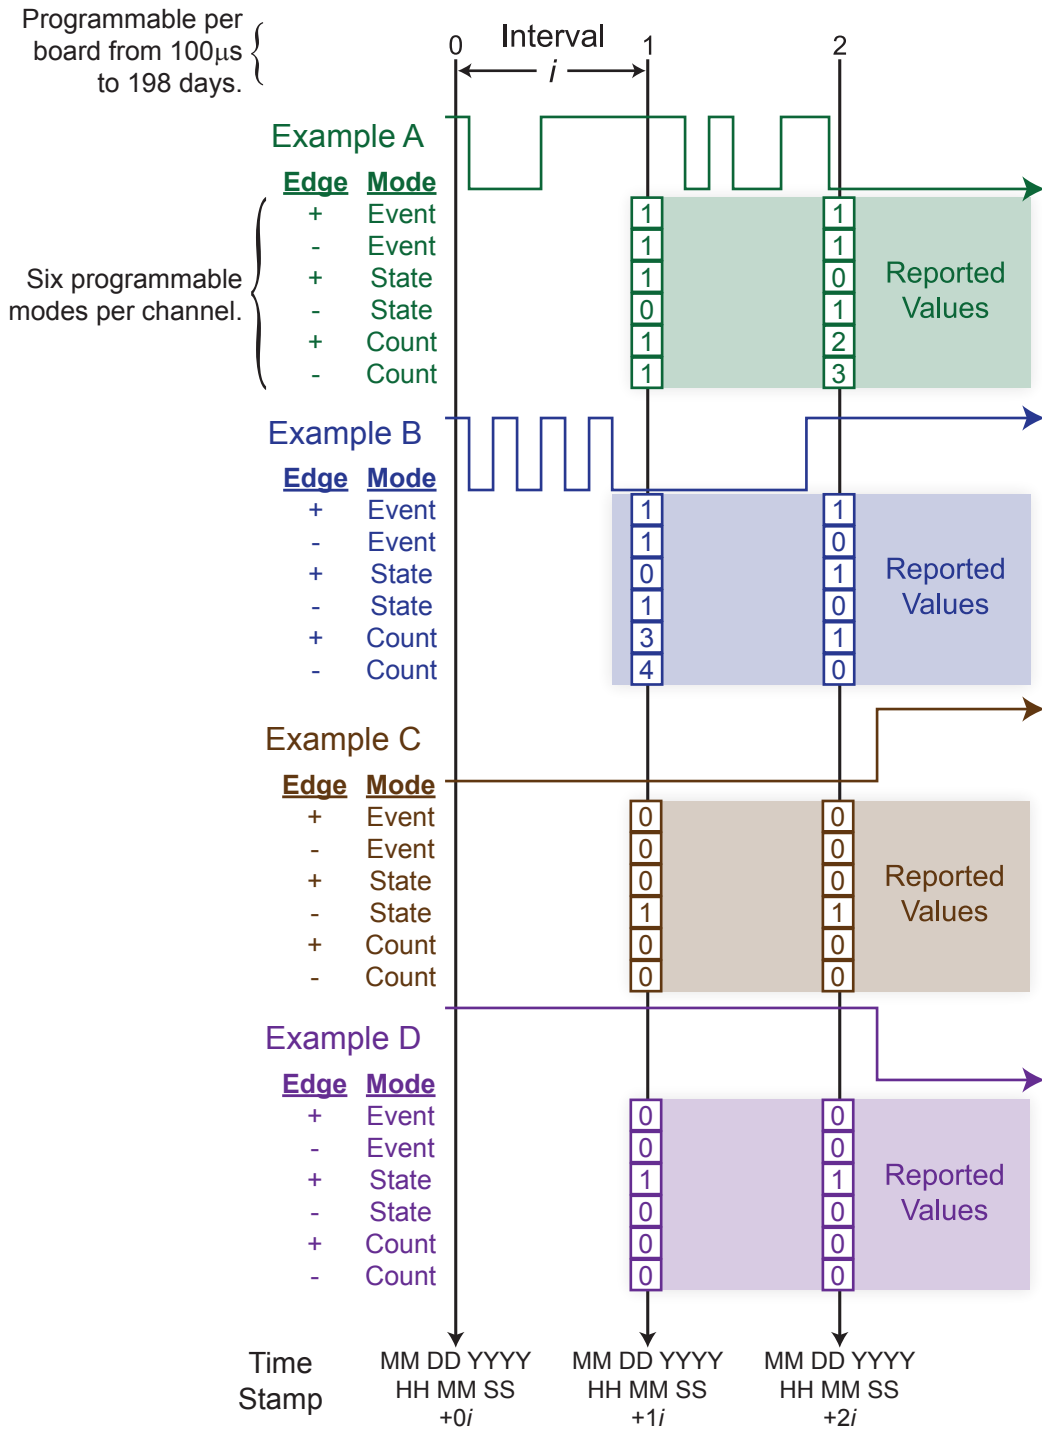 Programmable per
board from 100µs
to 198 days.
0 Interval 1 2
i
Example A
Edge Mode
+ Event 1 1
- Event 1 1
+ State 1 0
- State 0 1
+ Count 1 2
- Count 1 3
Six programmable
modes per channel.
Reported
Values
Example B
Edge Mode
+ Event 1 1
- Event 1 0
+ State 0 1
- State 1 0
+ Count 3 1
- Count 4 0
Reported
Values
Example C
Edge Mode
+ Event 0 0
- Event 0 0
+ State 0 0
- State 1 1
+ Count 0 0
- Count 0 0
Reported
Values
Example D
Edge Mode
+ Event 0 0
- Event 0 0
+ State 1 1
- State 0 0
+ Count 0 0
- Count 0 0
Reported
Values
Time
Stamp
MM DD YYYY MM DD YYYY MM DD YYYY
HH MM SS HH MM SS HH MM SS
+0i +1i +2i